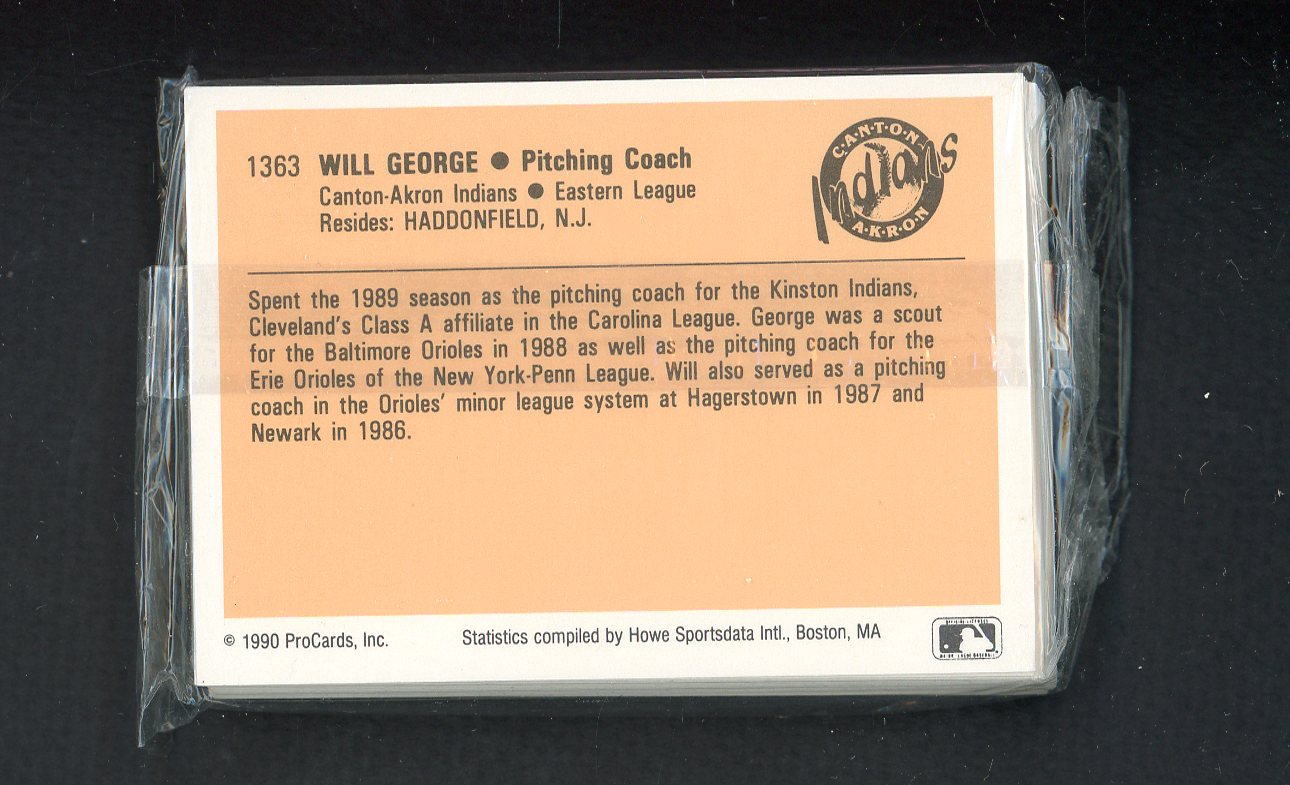 1363 WILL GEORGE ● Pitching Coach
Canton-Akron Indians ● Eastern League
Resides: HADDONFIELD, N.J.
C·A·N·T·O·N
Indians
A·K·R·O·N
Spent the 1989 season as the pitching coach for the Kinston Indians,
Cleveland's Class A affiliate in the Carolina League. George was a scout
for the Baltimore Orioles in 1988 as well as the pitching coach for the
Erie Orioles of the New York-Penn League. Will also served as a pitching
coach in the Orioles' minor league system at Hagerstown in 1987 and
Newark in 1986.
© 1990 ProCards, Inc.
Statistics compiled by Howe Sportsdata Intl., Boston, MA